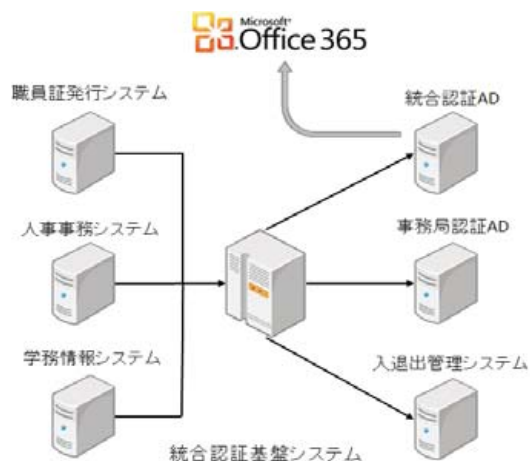 Microsoft®
Office 365
職員証発行システム
統合認証AD
人事事務システム
事務局認証AD
学務情報システム
入退出管理システム
統合認証基盤システム